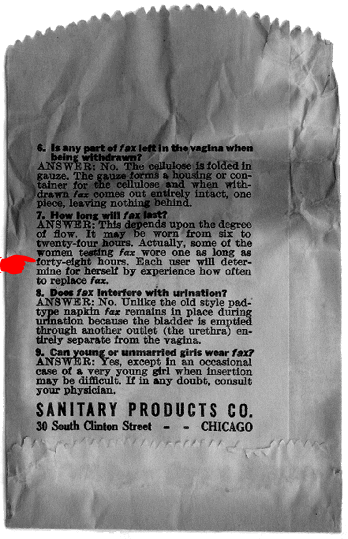 6. Is any part of fax left in the vagina when
being withdrawn?
ANSWER: No. The cellulose is folded in
gauze. The gauze forms a housing or con-
tainer for the cellulose and when with-
drawn fax comes out entirely intact, one
piece, leaving nothing behind.
7. How long will fax last?
ANSWER: This depends upon the degree
of flow. It may be worn from six to
twenty-four hours. Actually, some of the
women testing fax wore one as long as
forty-eight hours. Each user will deter-
mine for herself by experience how often
to replace fax.
8. Does fax interfere with urination?
ANSWER: No. Unlike the old style pad-
type napkin fax remains in place during
urination because the bladder is emptied
through another outlet (the urethra) en-
tirely separate from the vagina.
9. Can young or unmarried girls wear fax?
ANSWER: Yes, except in an occasional
case of a very young girl when insertion
may be difficult. If in any doubt, consult
your physician.
SANITARY PRODUCTS CO.
30 South Clinton Street - - CHICAGO